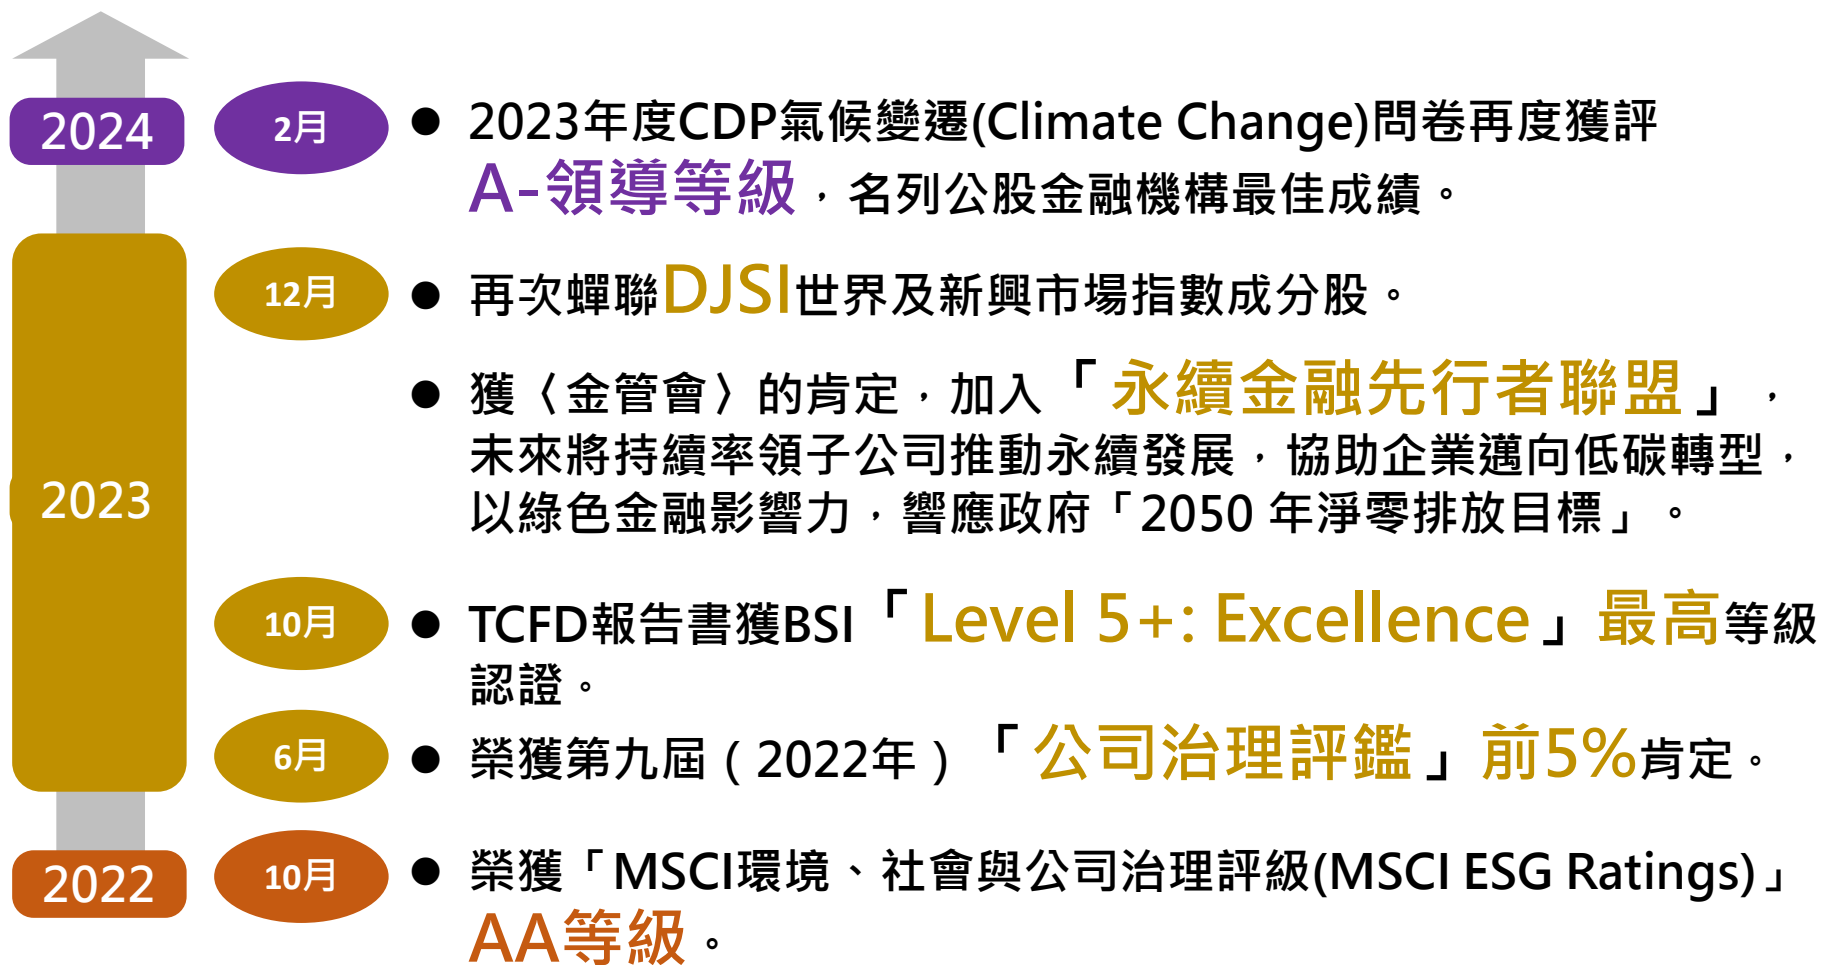 2024
2月
● 2023年度CDP氣候變遷(Climate Change)問卷再度獲評
A-領導等級，名列公股金融機構最佳成績。
12月
● 再次蟬聯DJSI世界及新興市場指數成分股。
2023
● 獲〈金管會〉的肯定，加入「永續金融先行者聯盟」，
未來將持續率領子公司推動永續發展，協助企業邁向低碳轉型，
以綠色金融影響力，響應政府「2050 年淨零排放目標」。
10月
● TCFD報告書獲BSI「Level 5+: Excellence」最高等級
認證。
6月
● 榮獲第九屆（2022年）「公司治理評鑑」前5%肯定。
2022
10月
● 榮獲「MSCI環境、社會與公司治理評級(MSCI ESG Ratings)」
AA等級。